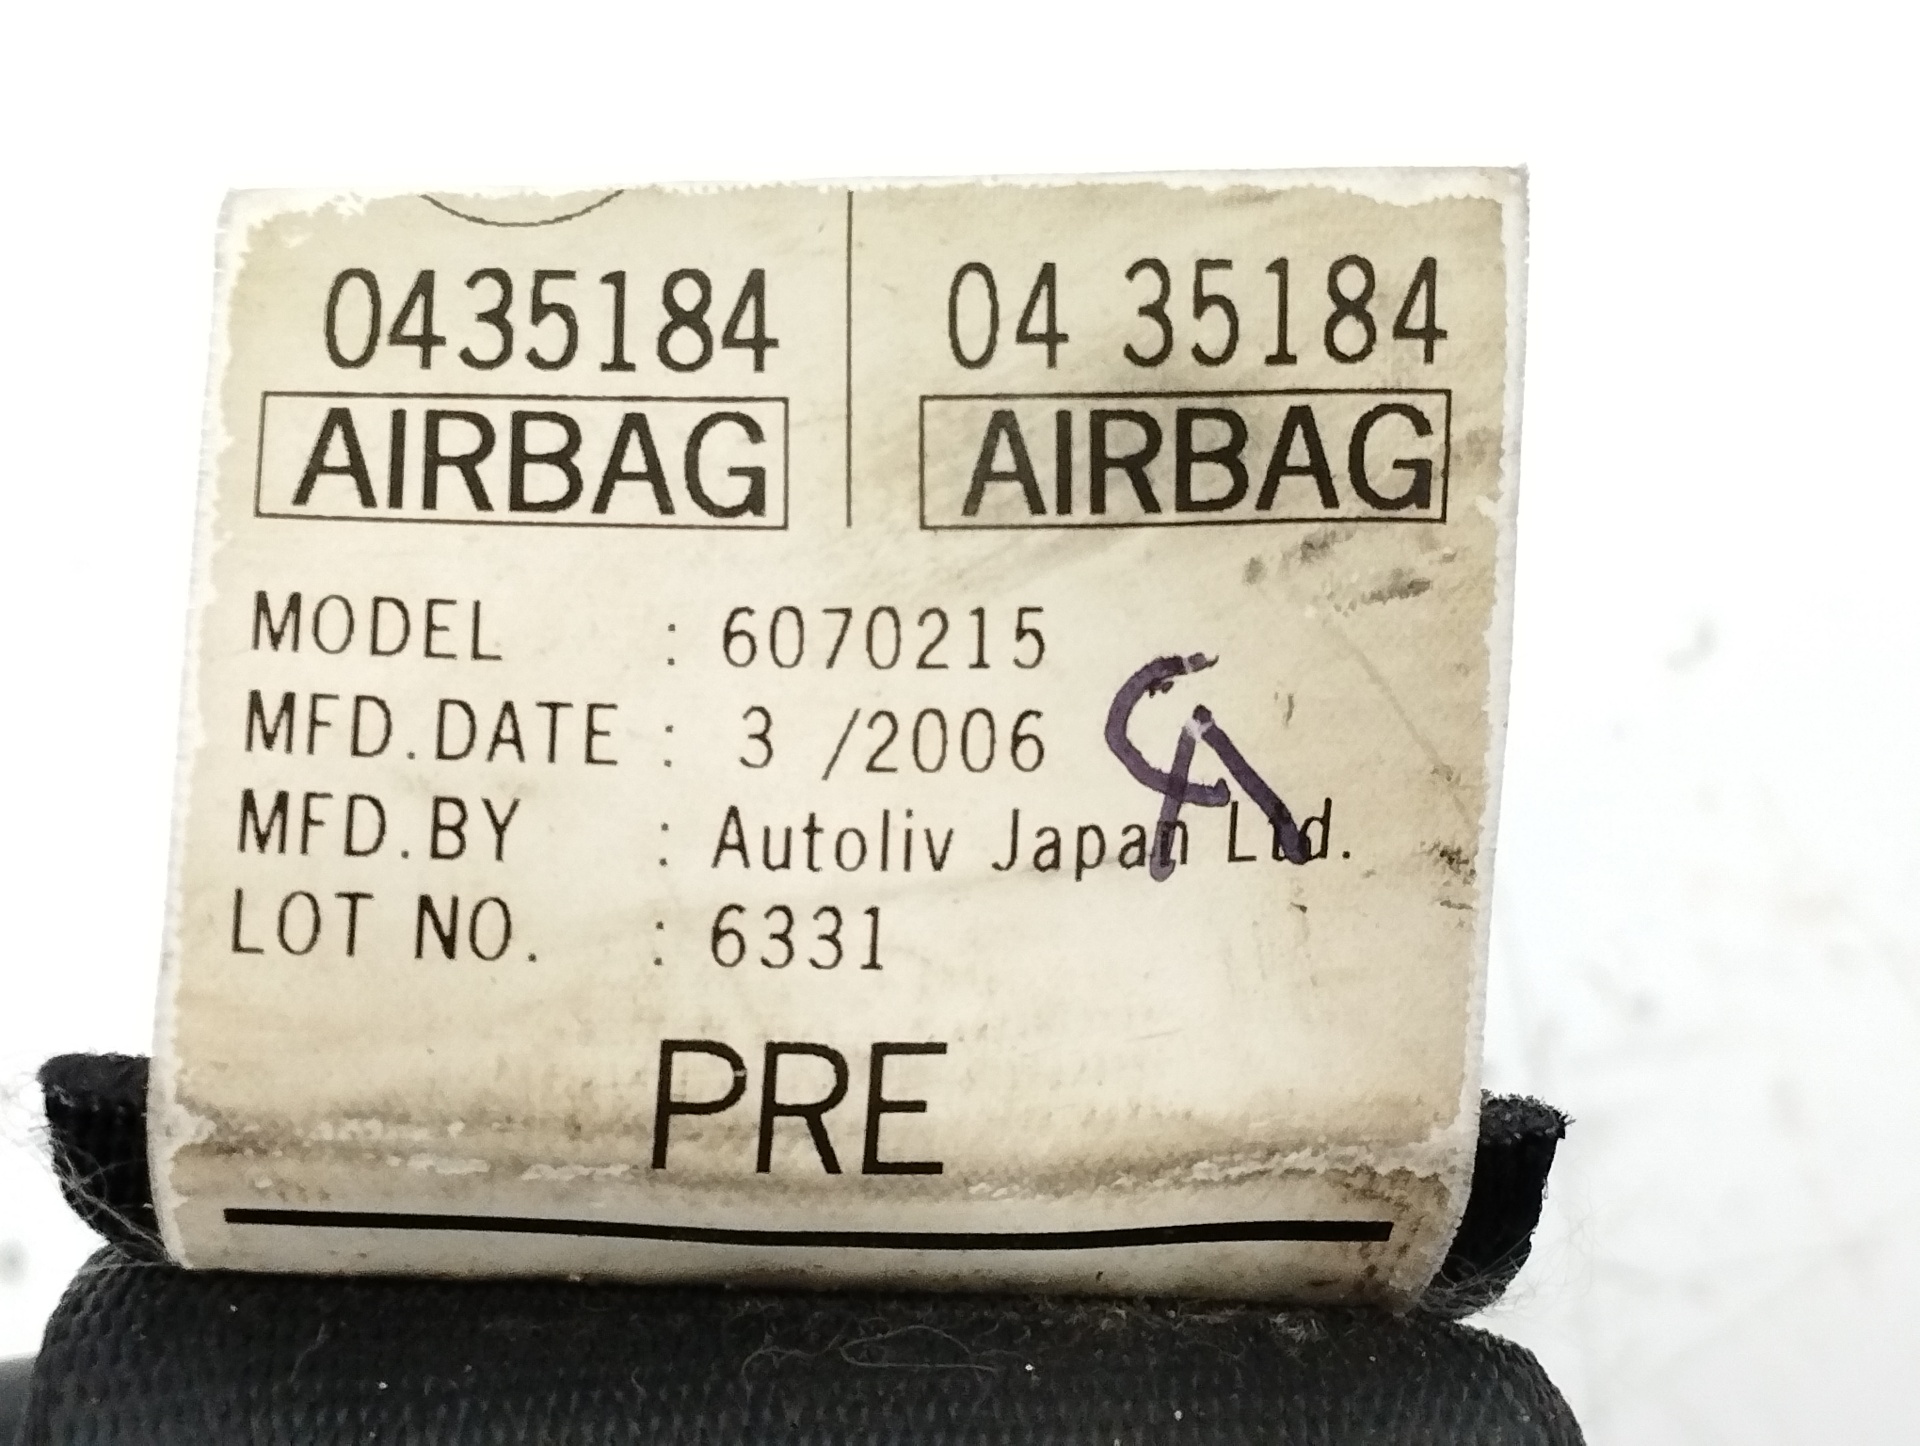 0435184 04 35184
AIRBAG AIRBAG
MODEL : 6070215
MFD.DATE : 3 /2006
MFD.BY : Autoliv Japan Ltd.
LOT NO. : 6331
PRE